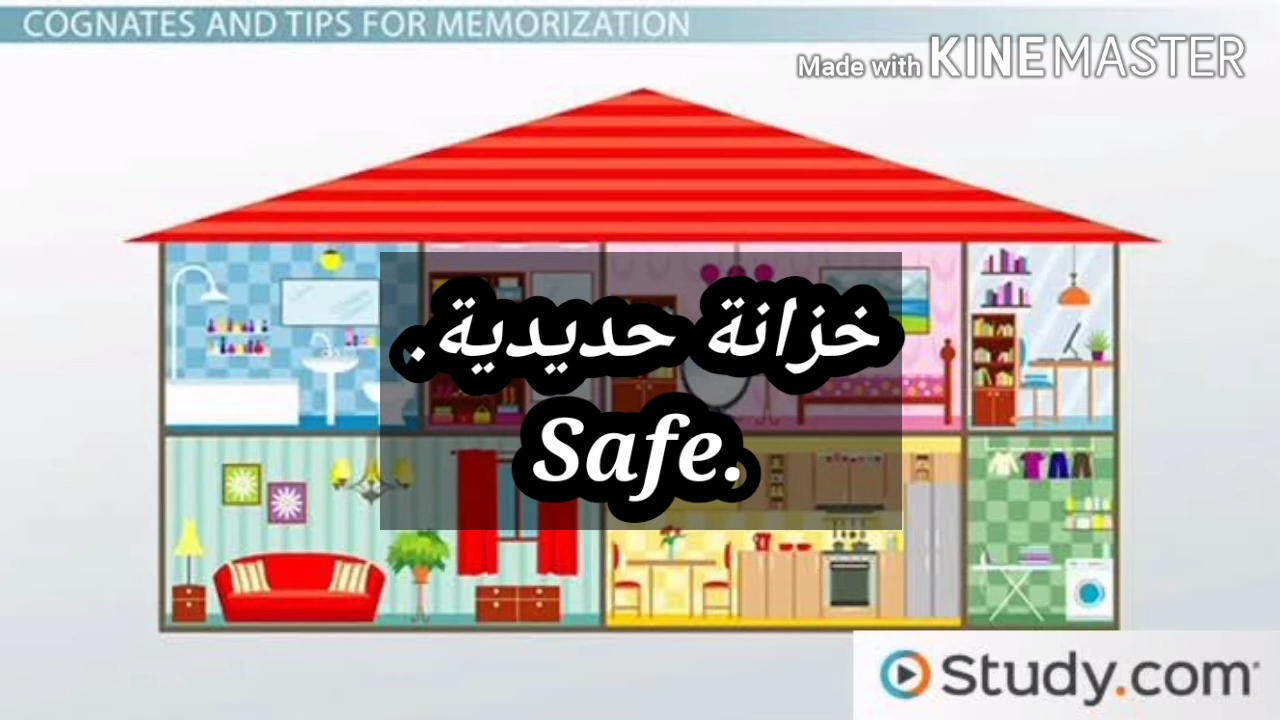 COGNATES AND TIPS FOR MEMORIZATION
Made with KINEMASTER
خزانة حديدية.
Safe.
Study.com